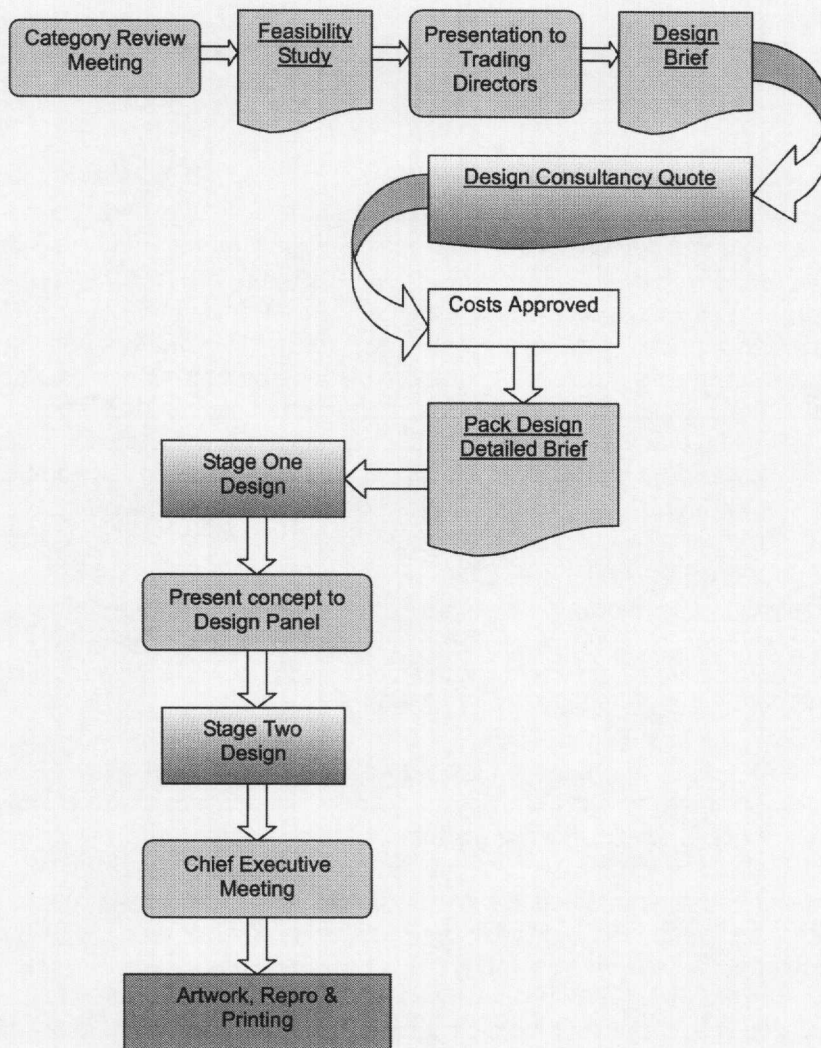 Category Review
Meeting
Feasibility
Study
Presentation to
Trading
Directors
Design
Brief
Design Consultancy Quote
Costs Approved
Pack Design
Detailed Brief
Stage One
Design
Present concept to
Design Panel
Stage Two
Design
Chief Executive
Meeting
Artwork, Repro &
Printing